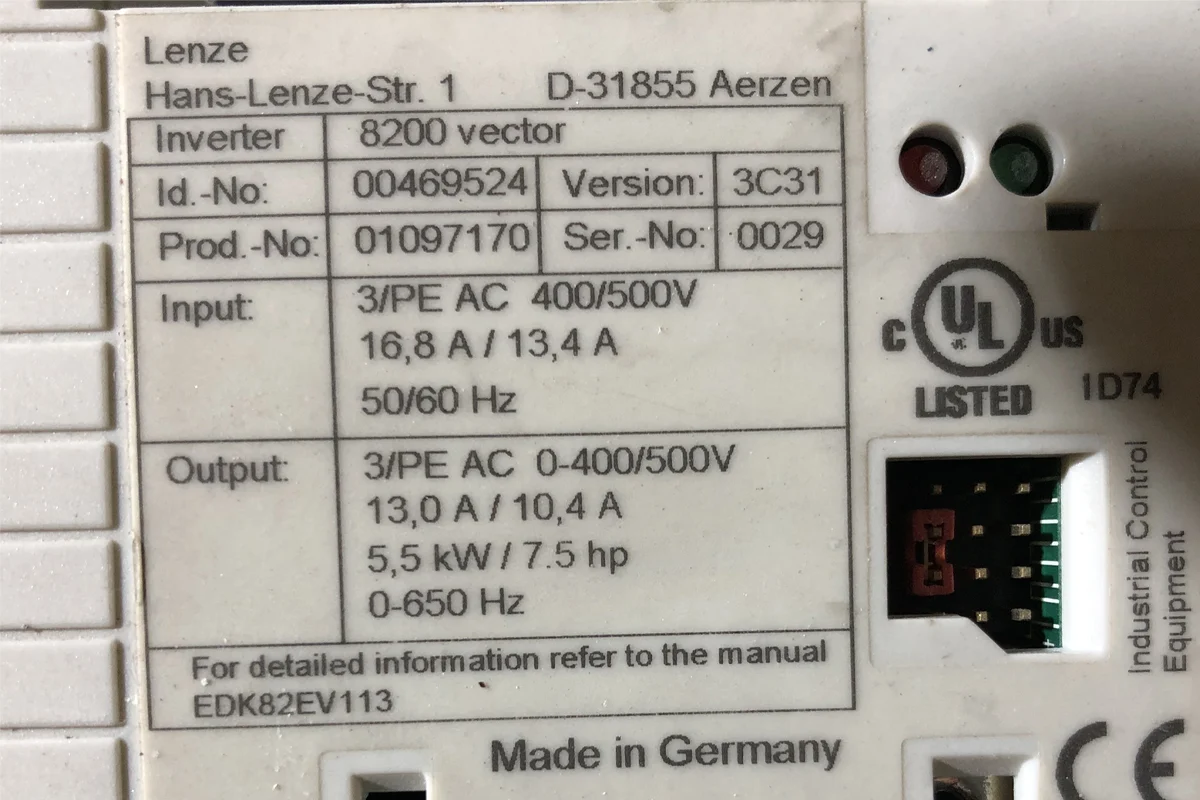 Lenze
Hans-Lenze-Str. 1 D-31855 Aerzen
Inverter 8200 vector
Id.-No: 00469524 Version: 3C31
Prod.-No: 01097170 Ser.-No: 0029
Input: 3/PE AC 400/500V
16,8 A / 13,4 A
50/60 Hz
Output: 3/PE AC 0-400/500V
13,0 A / 10,4 A
5,5 kW / 7.5 hp
0-650 Hz
For detailed information refer to the manual
EDK82EV113
Made in Germany
C UL US
LISTED 1D74
Industrial Control
Equipment
CE